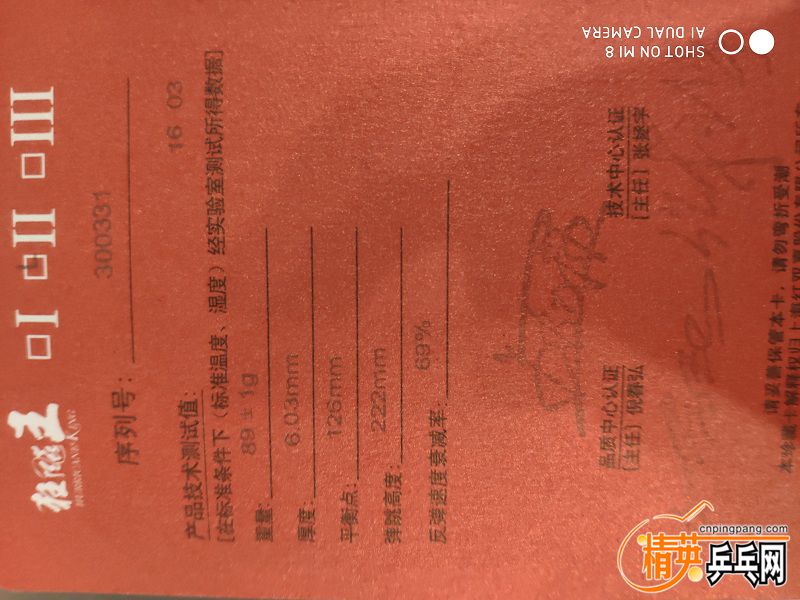 狂飚王
HURRICANE KING
□I □II □III
序列号：300331
16 03
产品技术测试值：
[在标准条件下（标准温度、湿度）经实验室测试所得数据]
重量：89±1g
厚度：6.03mm
平衡点：126mm
弹跳高度：222mm
反弹速度衰减率：69%
品质中心认证
[主任] 倪春弘
技术中心认证
[主任] 张拯宇
请妥善保管本卡，请勿弯折受潮
SHOT ON MI 8
AI DUAL CAMERA
cnpingpang.com
精英乒乓网